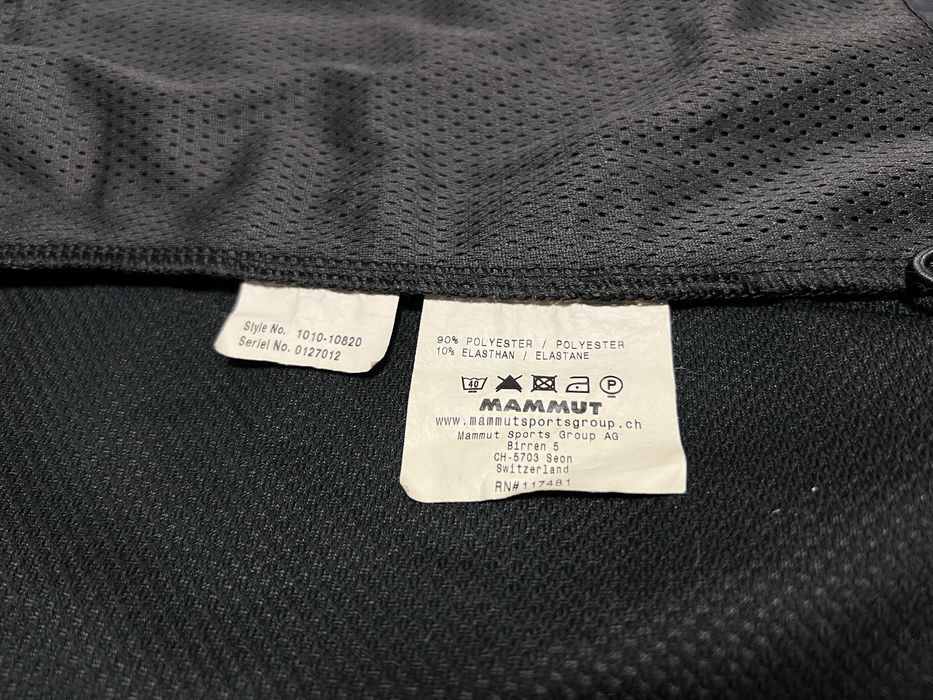 Style No. 1010-10820
Seriel No. 0127012
90% POLYESTER / POLYESTER
10% ELASTHAN / ELASTANE
40 P
MAMMUT
www.mammutsportsgroup.ch
Mammut Sports Group AG
Birren 5
CH-5703 Seon
Switzerland
RN#117481